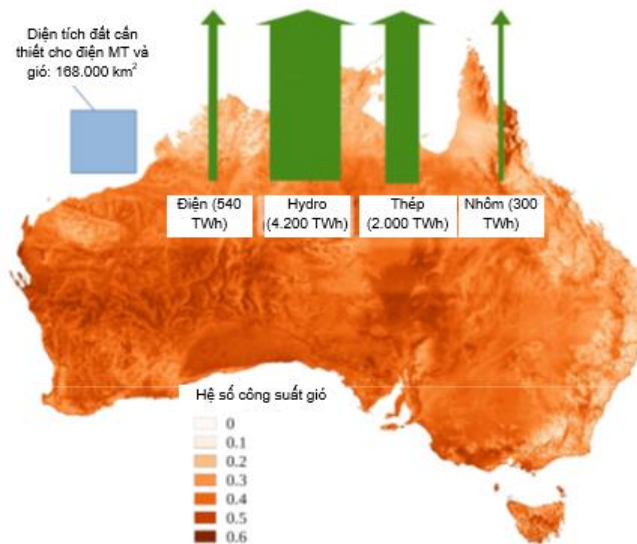 Diện tích đất cần
thiết cho điện MT và
gió: 168.000 km²
Điện (540
TWh)
Hydro
(4.200 TWh)
Thép
(2.000 TWh)
Nhôm (300
TWh)
Hệ số công suất gió
0
0.1
0.2
0.3
0.4
0.5
0.6